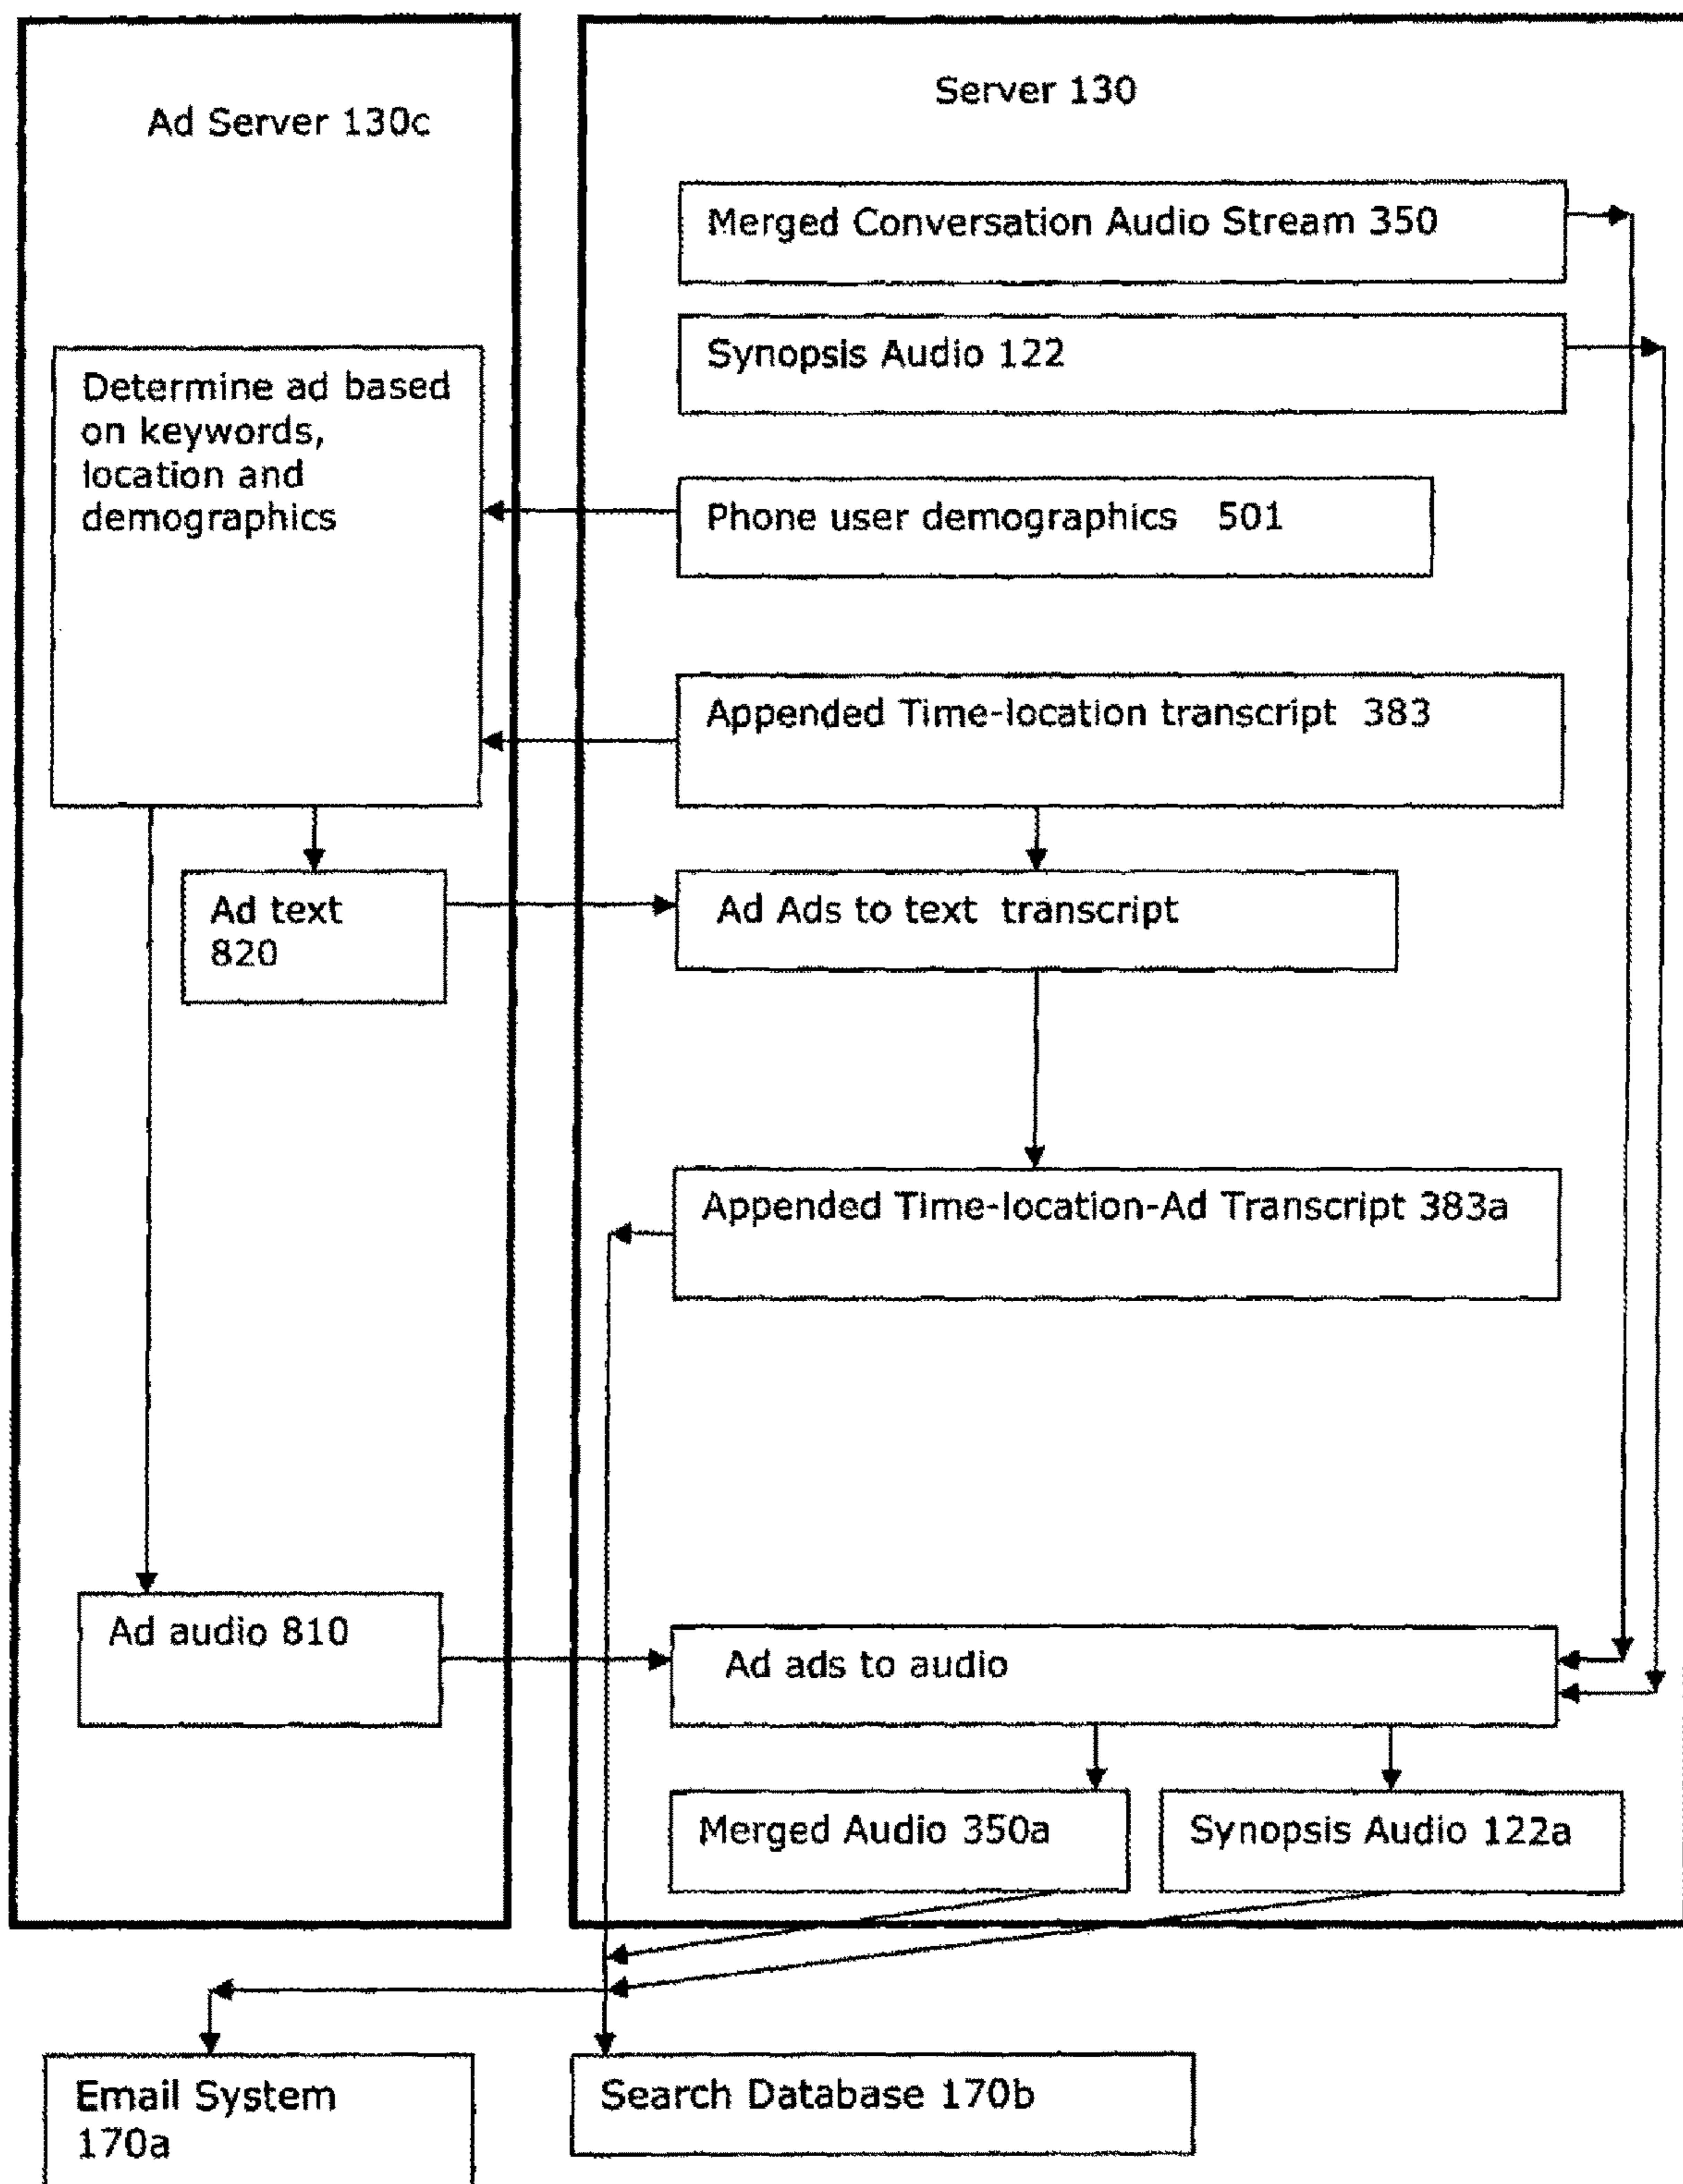 Ad Server 130c
Server 130
Merged Conversation Audio Stream 350
Synopsis Audio 122
Determine ad based
on keywords,
location and
demographics
Phone user demographics 501
Appended Time-location transcript 383
Ad text
820
Ad Ads to text transcript
Appended Time-location-Ad Transcript 383a
Ad audio 810
Ad ads to audio
Merged Audio 350a
Synopsis Audio 122a
Email System
170a
Search Database 170b